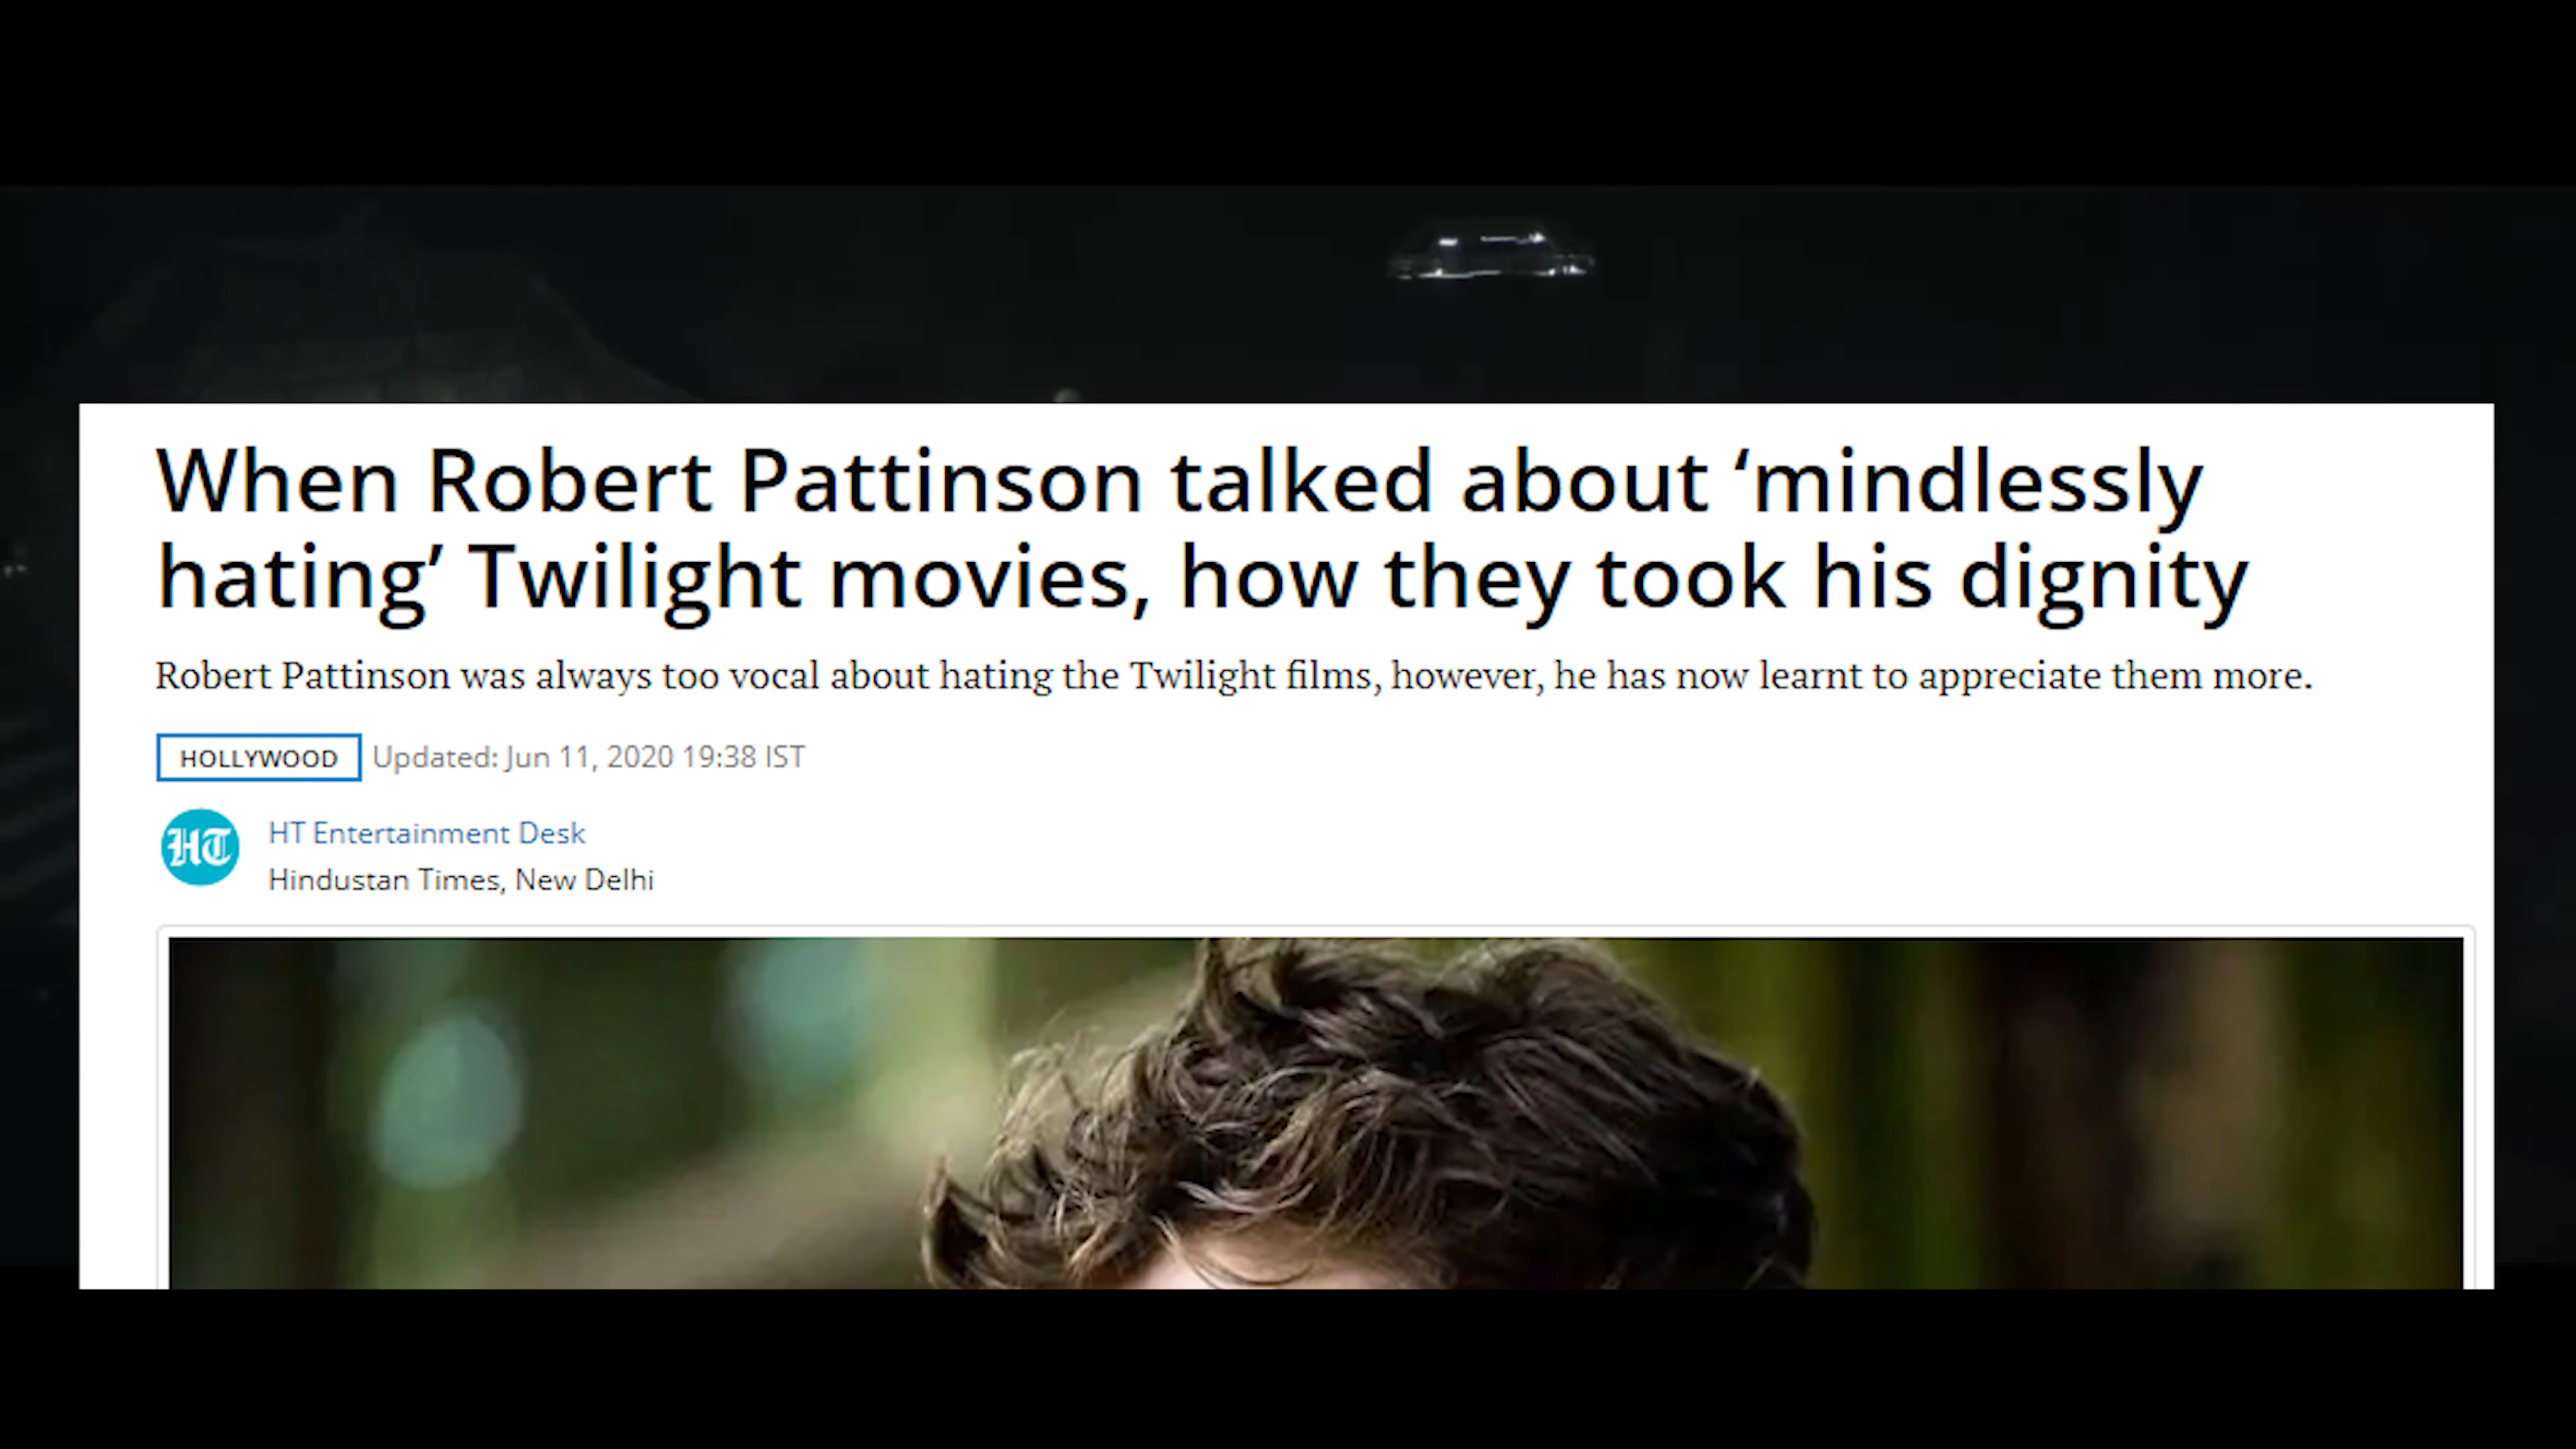 When Robert Pattinson talked about ‘mindlessly
hating’ Twilight movies, how they took his dignity
Robert Pattinson was always too vocal about hating the Twilight films, however, he has now learnt to appreciate them more.
HOLLYWOOD Updated: Jun 11, 2020 19:38 IST
HT
HT Entertainment Desk
Hindustan Times, New Delhi